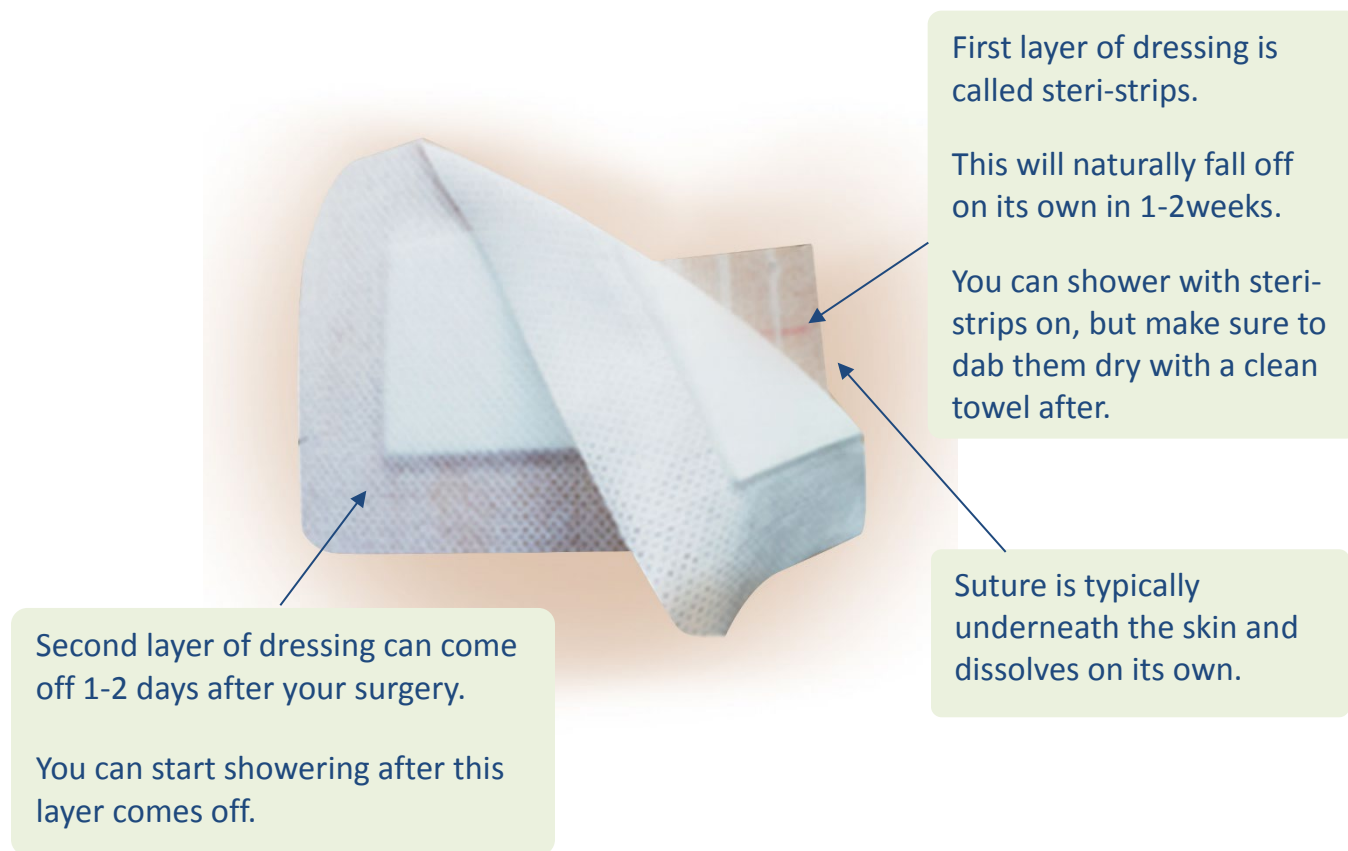 First layer of dressing is
called steri-strips.
This will naturally fall off
on its own in 1-2weeks.
You can shower with steri-
strips on, but make sure to
dab them dry with a clean
towel after.
Suture is typically
underneath the skin and
dissolves on its own.
Second layer of dressing can come
off 1-2 days after your surgery.
You can start showering after this
layer comes off.